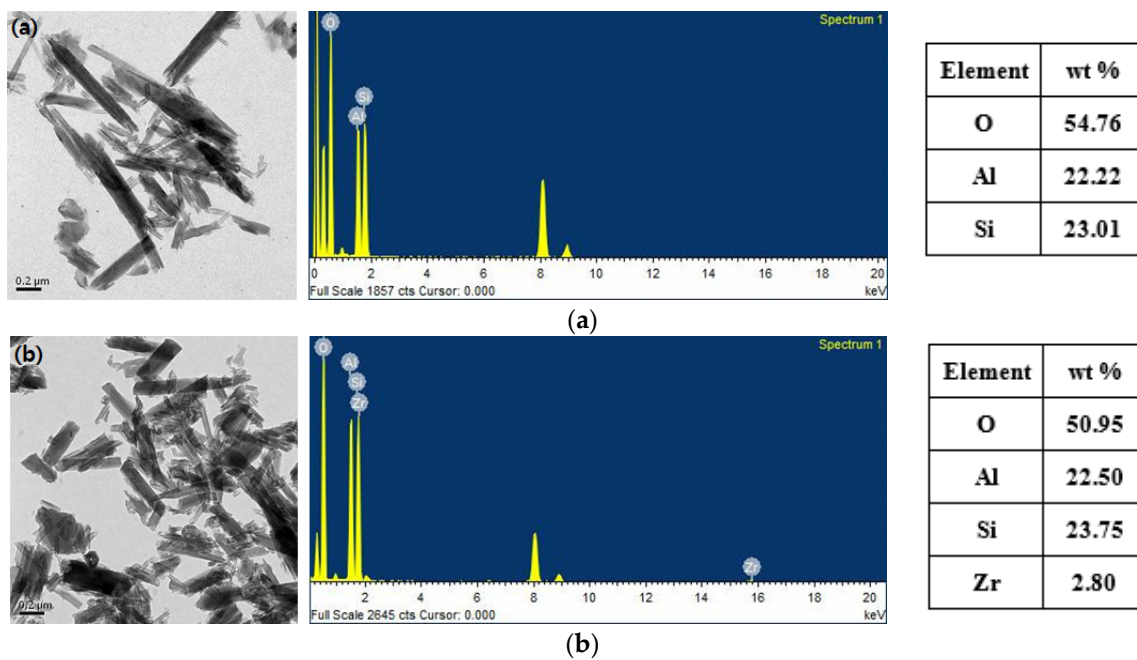 (a)
0.2 μm
Spectrum 1
O
Si
Al
0 2 4 6 8 10 12 14 16 18 20
Full Scale 1857 cts Cursor: 0.000 keV
Element wt %
O 54.76
Al 22.22
Si 23.01
(a)
(b)
0.2 μm
Spectrum 1
O
Al
Si
Zr
Zr
2 4 6 8 10 12 14 16 18 20
Full Scale 2645 cts Cursor: 0.000 keV
Element wt %
O 50.95
Al 22.50
Si 23.75
Zr 2.80
(b)